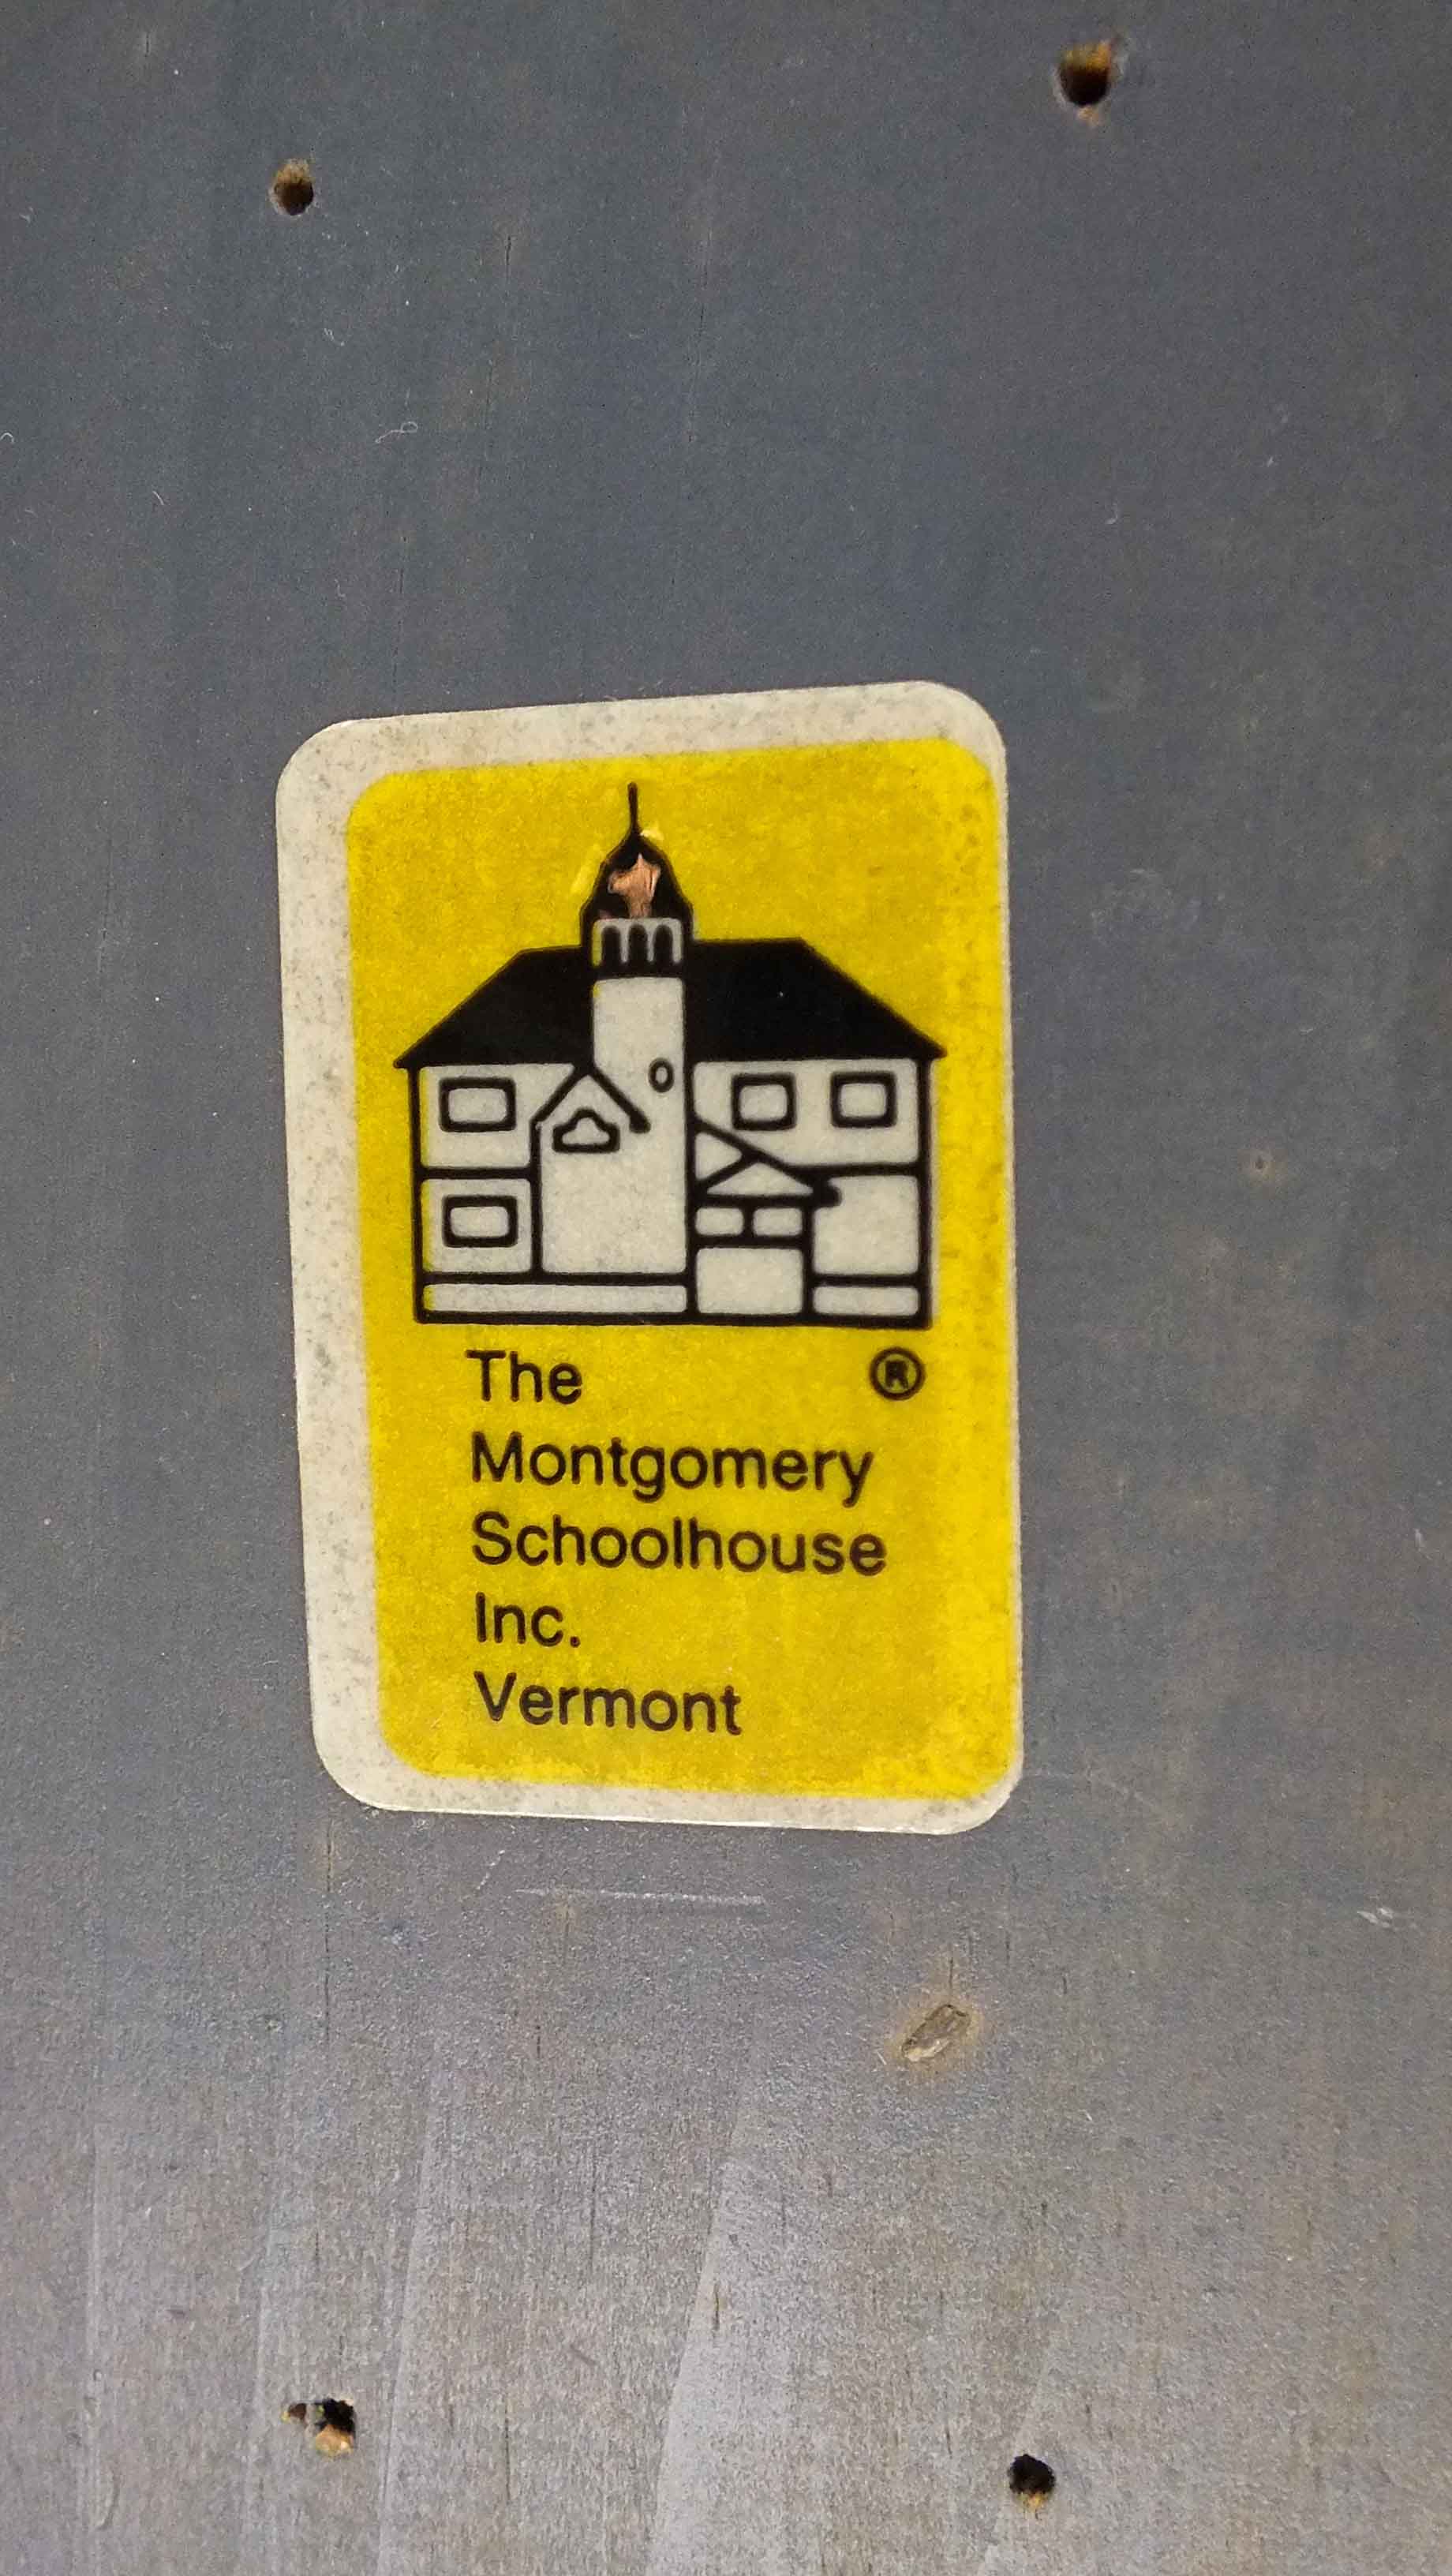 The ®
Montgomery
Schoolhouse
Inc.
Vermont